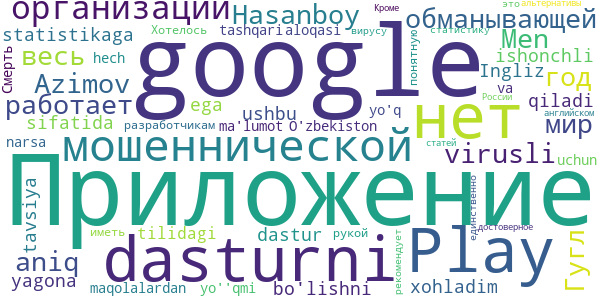 организации
Hasanboy
Кроме
это
альтернативы
обманывающей
statistikaga
Хотелось
tashqarialoqasi
вирусу
понятную
статистику
Men
ishonchli
весь
hech
google
Смерть
Azimov
Ingliz
год
работает
ega
ushbu
yo'q
нет
va
России
qiladi
английском
sifatida
разработчикам
ma'lumot
O'zbekiston
мир
narsa
мошеннической
статей
virusli
uchun
Приложение
tavsiya
иметь
tilidagi
рукой
dastur
dasturni
Play
рекомендует
единственно
достоверное
Гугл
aniq
yagona
maqolalardan
yo''qmi
bo'lishni
xohladim